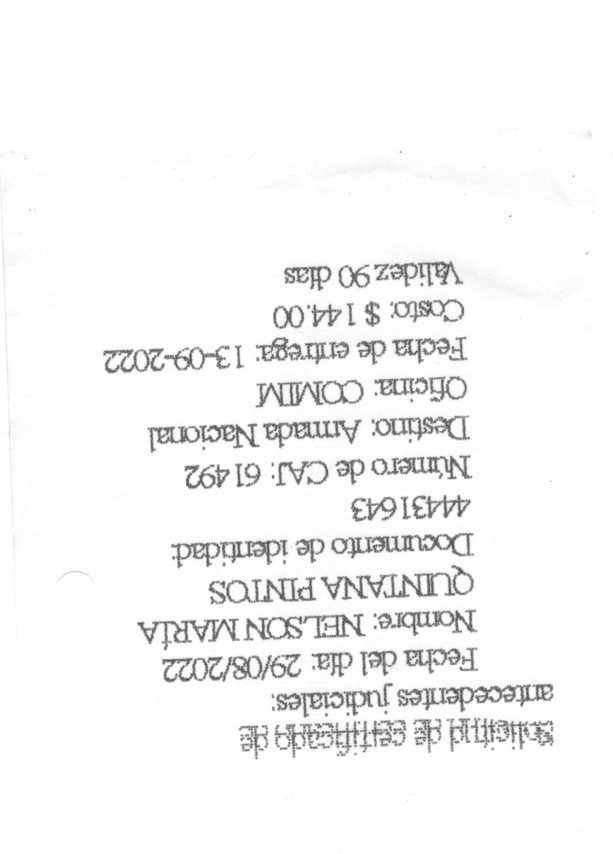 Solicitud de certificado de
antecedentes judiciales:
Fecha del día: 29/08/2022
Nombre: NELSON MARÍA
QUINTANA PINTOS
Documento de identidad:
44431643
Número de CAJ: 61492
Destino: Armada Nacional
Oficina: COMIM
Fecha de entrega: 13-09-2022
Costo: $ 144.00
Validez 90 días